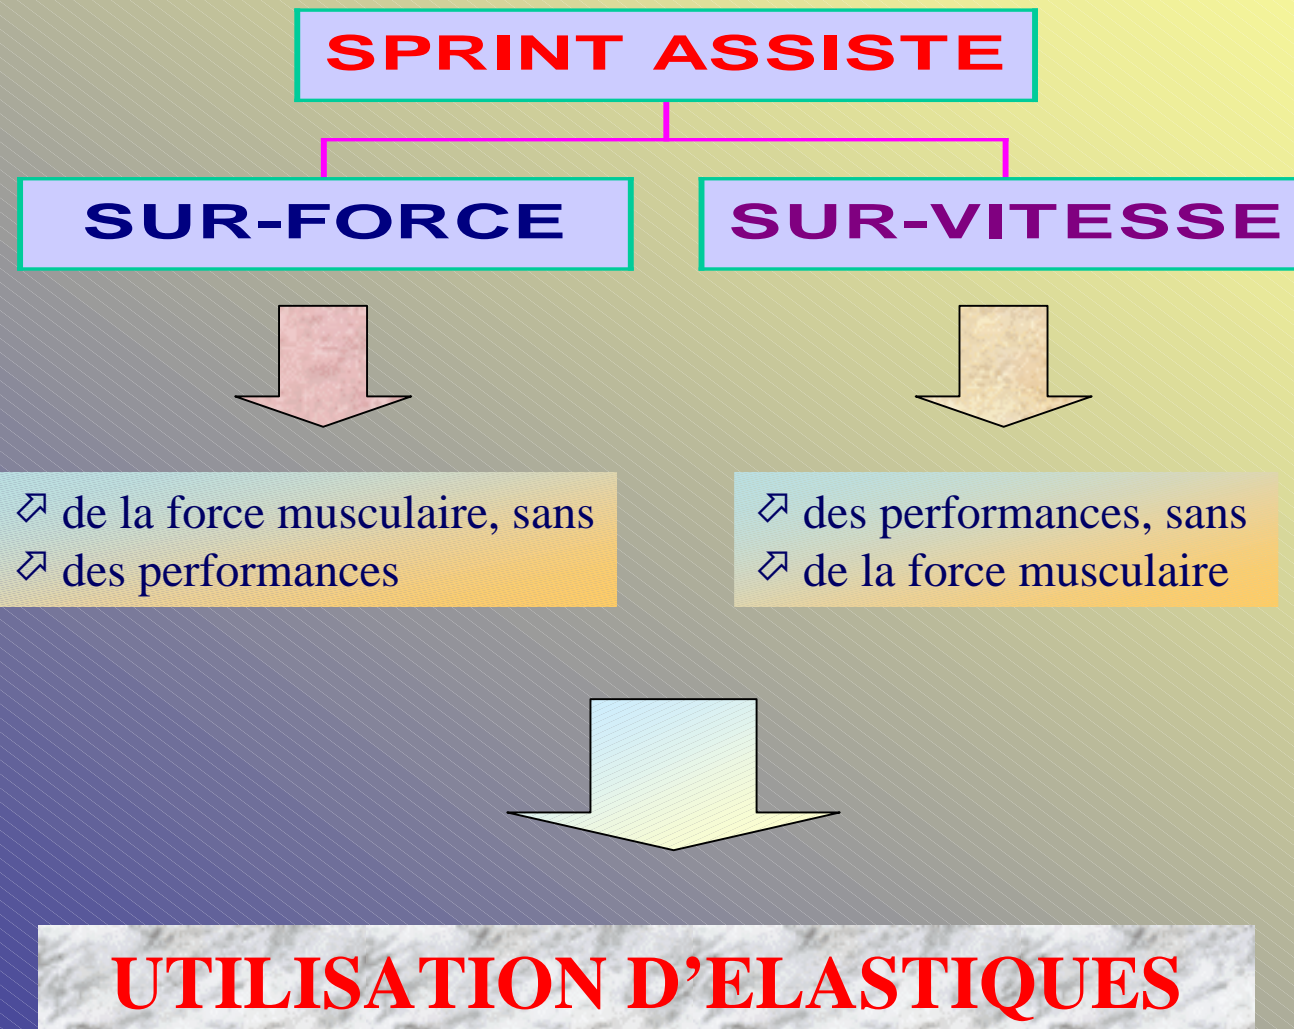 SPRINT ASSISTE
SUR-FORCE
SUR-VITESSE
⬀ de la force musculaire, sans
⬀ des performances
⬀ des performances, sans
⬀ de la force musculaire
UTILISATION D’ELASTIQUES